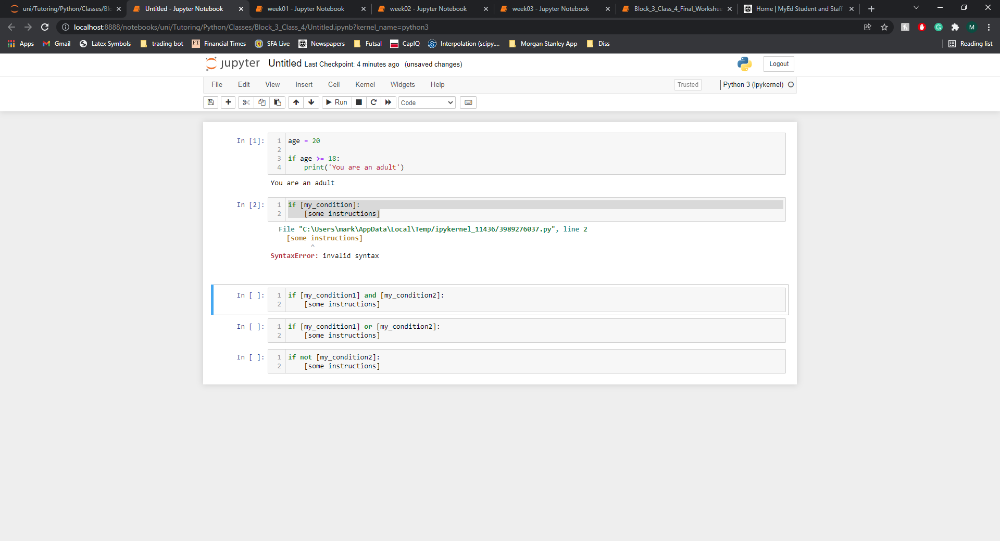 uni/Tutoring/Python/Classes/Blo
Untitled - Jupyter Notebook
week01 - Jupyter Notebook
week02 - Jupyter Notebook
week03 - Jupyter Notebook
Block_3_Class_4_Final_Workshee
Home | MyEd Student and Staff
localhost:8888/notebooks/uni/Tutoring/Python/Classes/Block_3_Class_4/Untitled.ipynb?kernel_name=python3
M
Apps
Gmail
Latex Symbols
trading bot
FT Financial Times
SFA Live
Newspapers
Futsal
CapIQ
Interpolation (scipy....
Morgan Stanley App
Diss
Reading list
jupyter Untitled Last Checkpoint: 4 minutes ago (unsaved changes)
Logout
File Edit View Insert Cell Kernel Widgets Help
Trusted
Python 3 (ipykernel)
Run
Code
In [1]:
1 age = 20
2
3 if age >= 18:
4     print('You are an adult')
You are an adult
In [2]:
1 if [my_condition]:
2     [some instructions]
File "C:\Users\mark\AppData\Local\Temp/ipykernel_11436/3989276037.py", line 2
[some instructions]
^
SyntaxError: invalid syntax
In [ ]:
1 if [my_condition1] and [my_condition2]:
2     [some instructions]
In [ ]:
1 if [my_condition1] or [my_condition2]:
2     [some instructions]
In [ ]:
1 if not [my_condition2]:
2     [some instructions]